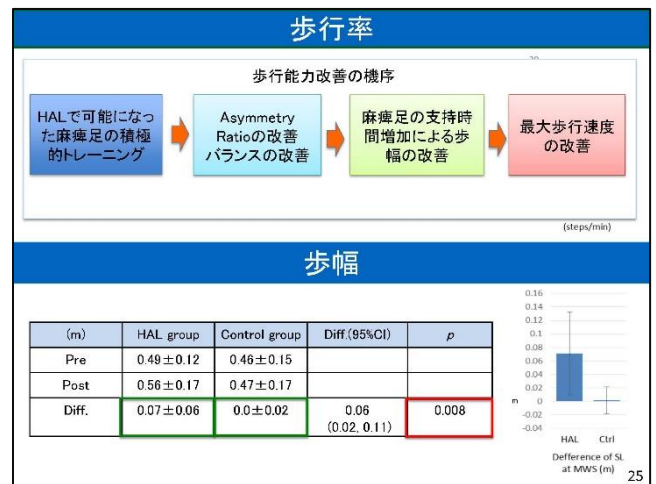 歩行率
歩行能力改善の機序
HALで可能になっ
た麻痺足の積極
的トレーニング
Asymmetry
Ratioの改善
バランスの改善
麻痺足の支持時
間増加による歩
幅の改善
最大歩行速度
の改善
(steps/min)
歩幅
(m) HAL group Control group Diff.(95%CI) p
Pre 0.49±0.12 0.46±0.15
Post 0.56±0.17 0.47±0.17
Diff. 0.07±0.06 0.0±0.02 0.06 0.008
(0.02, 0.11)
0.16
0.14
0.12
0.1
0.08
0.06
0.04
0.02
0
-0.02
-0.04
m
HAL Ctrl
Defference of SL
at MWS (m)
25